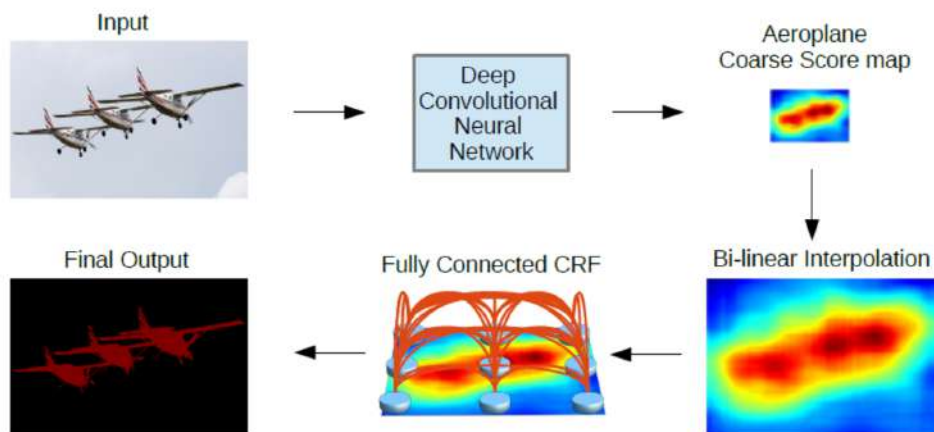 Input
Deep
Convolutional
Neural
Network
Aeroplane
Coarse Score map
Bi-linear Interpolation
Fully Connected CRF
Final Output